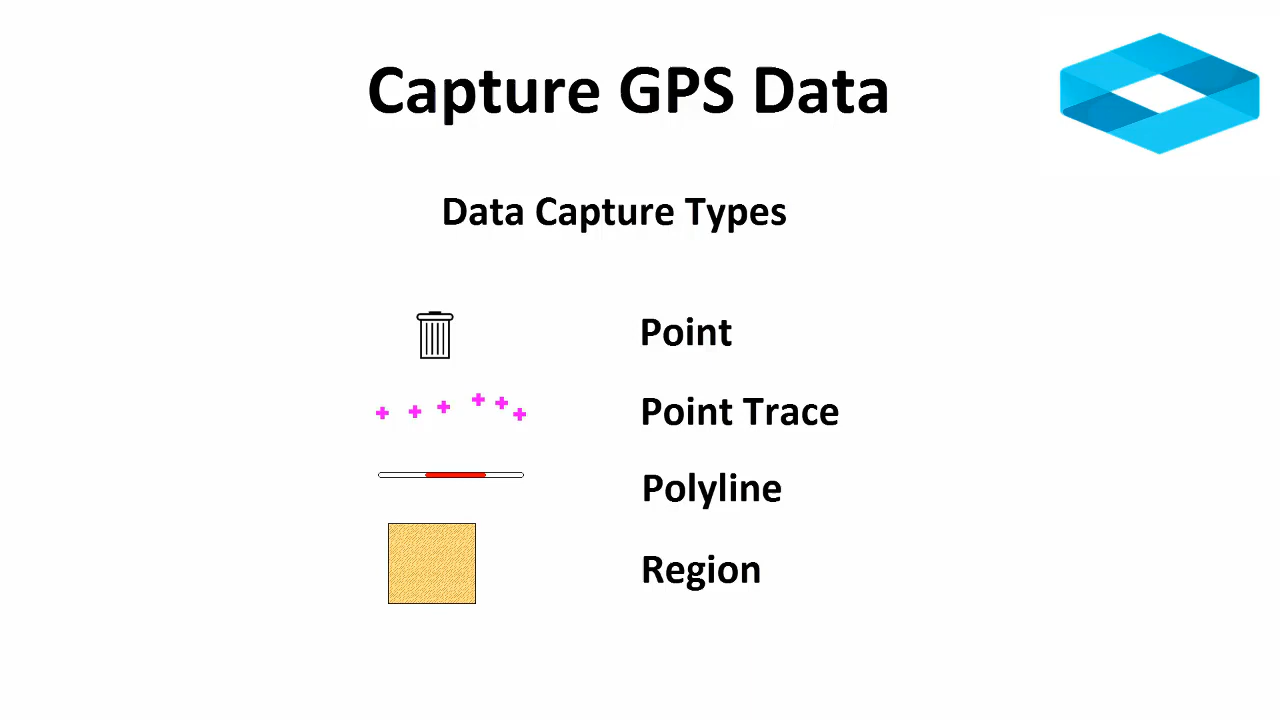 Capture GPS Data
Data Capture Types
Point
Point Trace
Polyline
Region